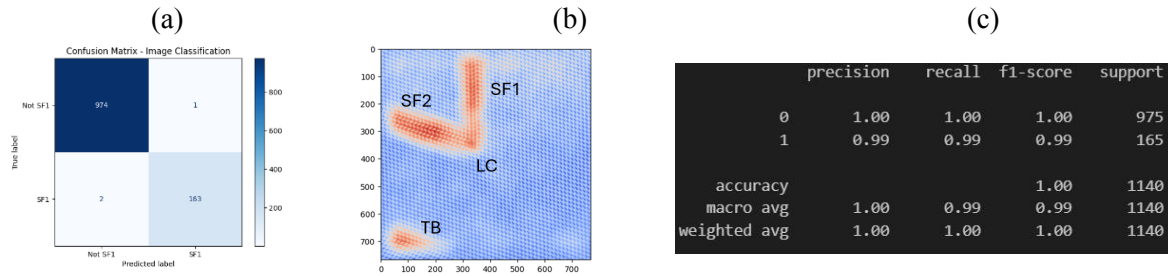 (a)
Confusion Matrix - Image Classification
Not SF1
974
1
800
600
400
200
0
True label
SF1
2
163
Not SF1
SF1
Predicted label
(b)
0
100
200
300
400
500
600
700
SF1
SF2
LC
TB
0 100 200 300 400 500 600 700
(c)
precision recall f1-score support
0 1.00 1.00 1.00 975
1 0.99 0.99 0.99 165
accuracy 1.00 1140
macro avg 1.00 0.99 0.99 1140
weighted avg 1.00 1.00 1.00 1140